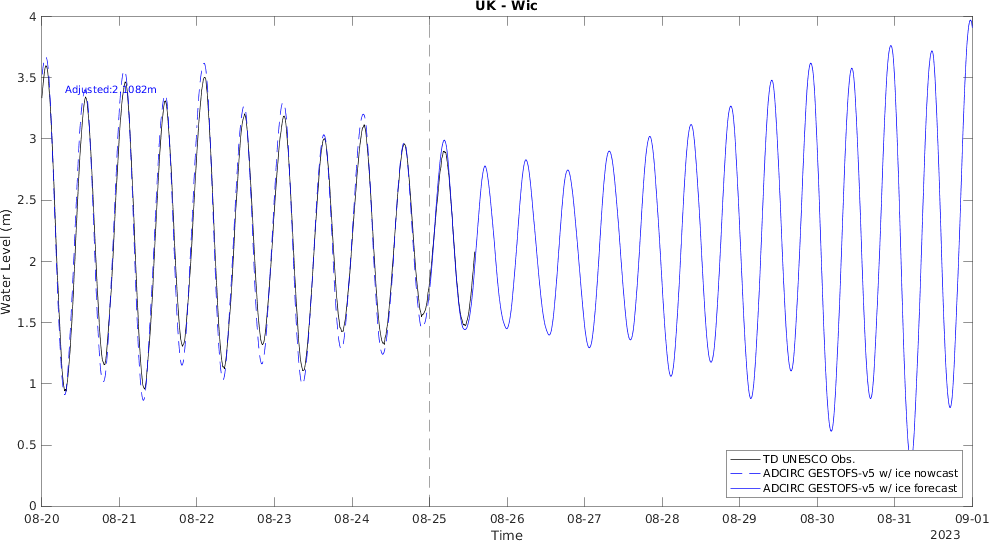 UK - Wic
Water Level (m)
4
3.5
3
2.5
2
1.5
1
0.5
0
Adjusted:2.1082m
TD UNESCO Obs.
ADCIRC GESTOFS-v5 w/ ice nowcast
ADCIRC GESTOFS-v5 w/ ice forecast
08-20 08-21 08-22 08-23 08-24 08-25 08-26 08-27 08-28 08-29 08-30 08-31 09-01
Time
2023